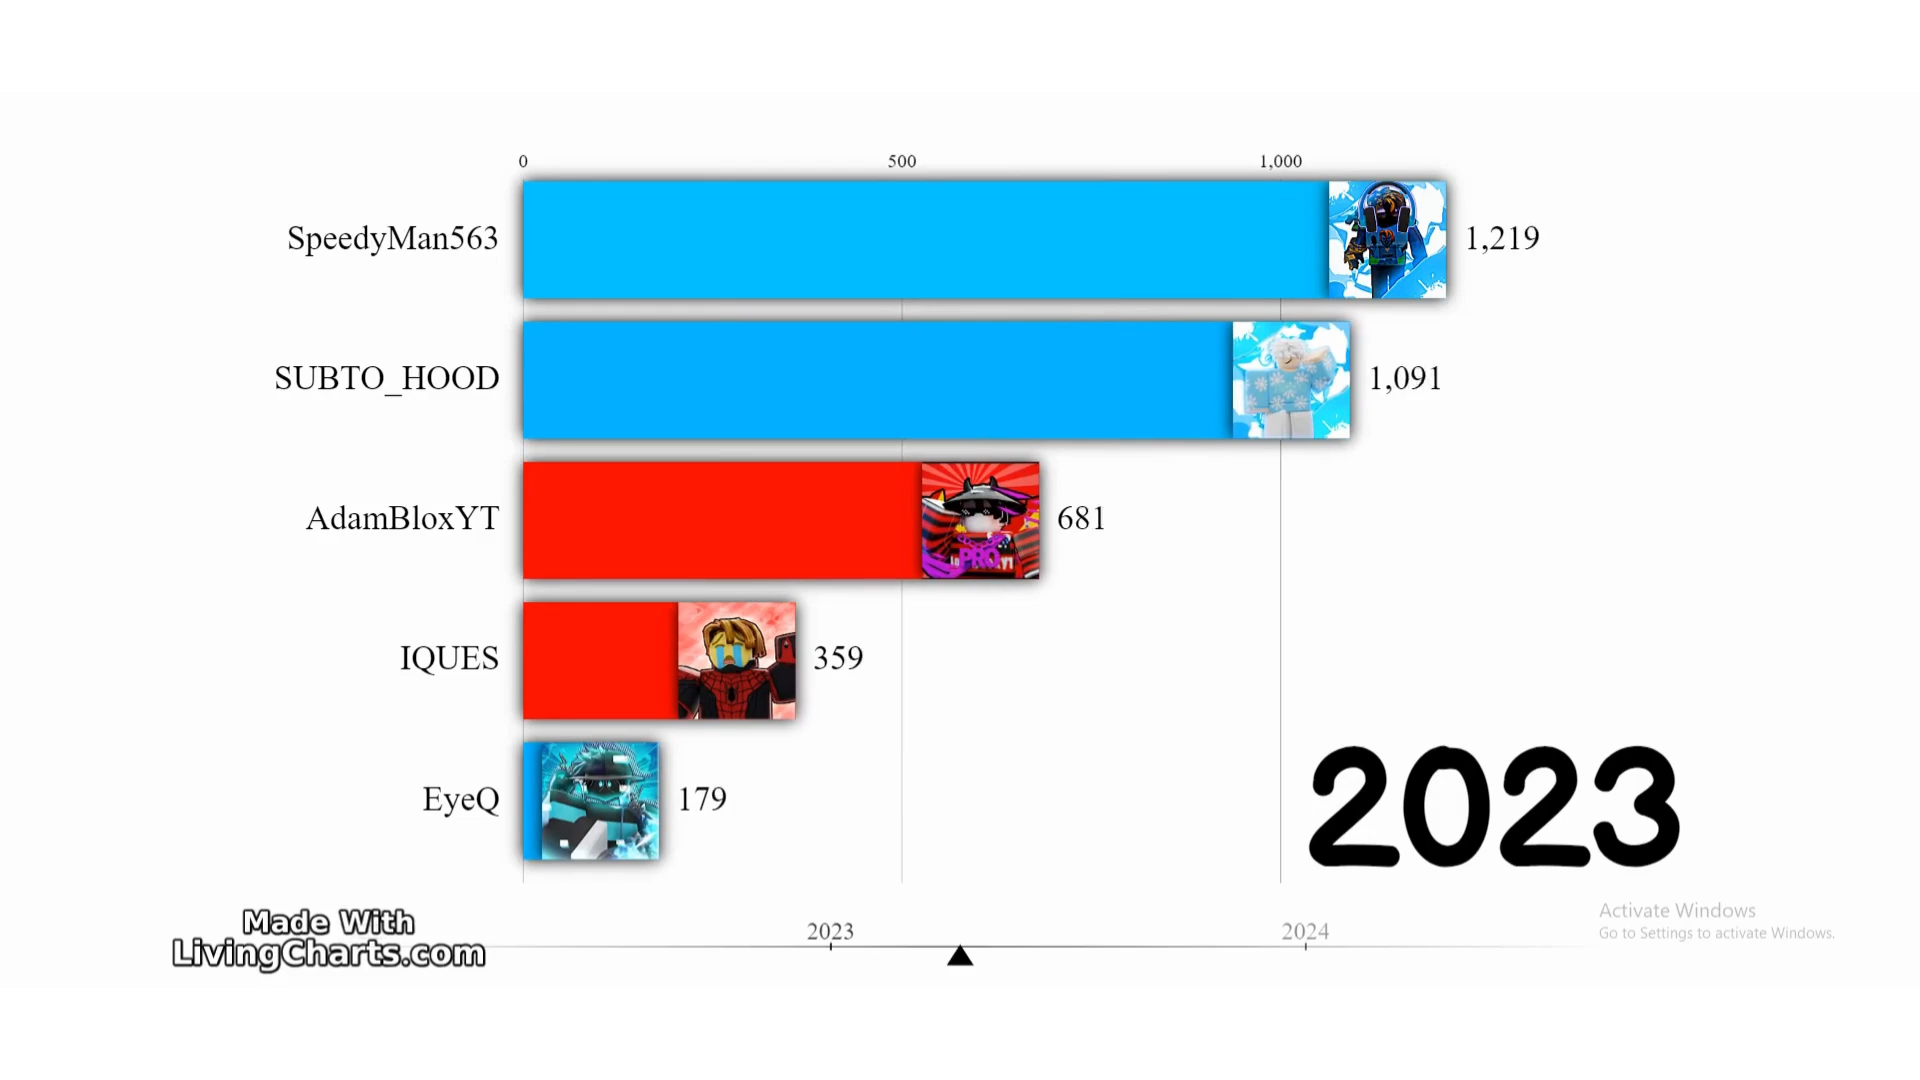 0 500 1,000
SpeedyMan563 1,219
SUBTO_HOOD 1,091
AdamBloxYT 681
PRO
IQUES 359
EyeQ 179
2023
Made With
LivingCharts.com
2023 2024
Activate Windows
Go to Settings to activate Windows.